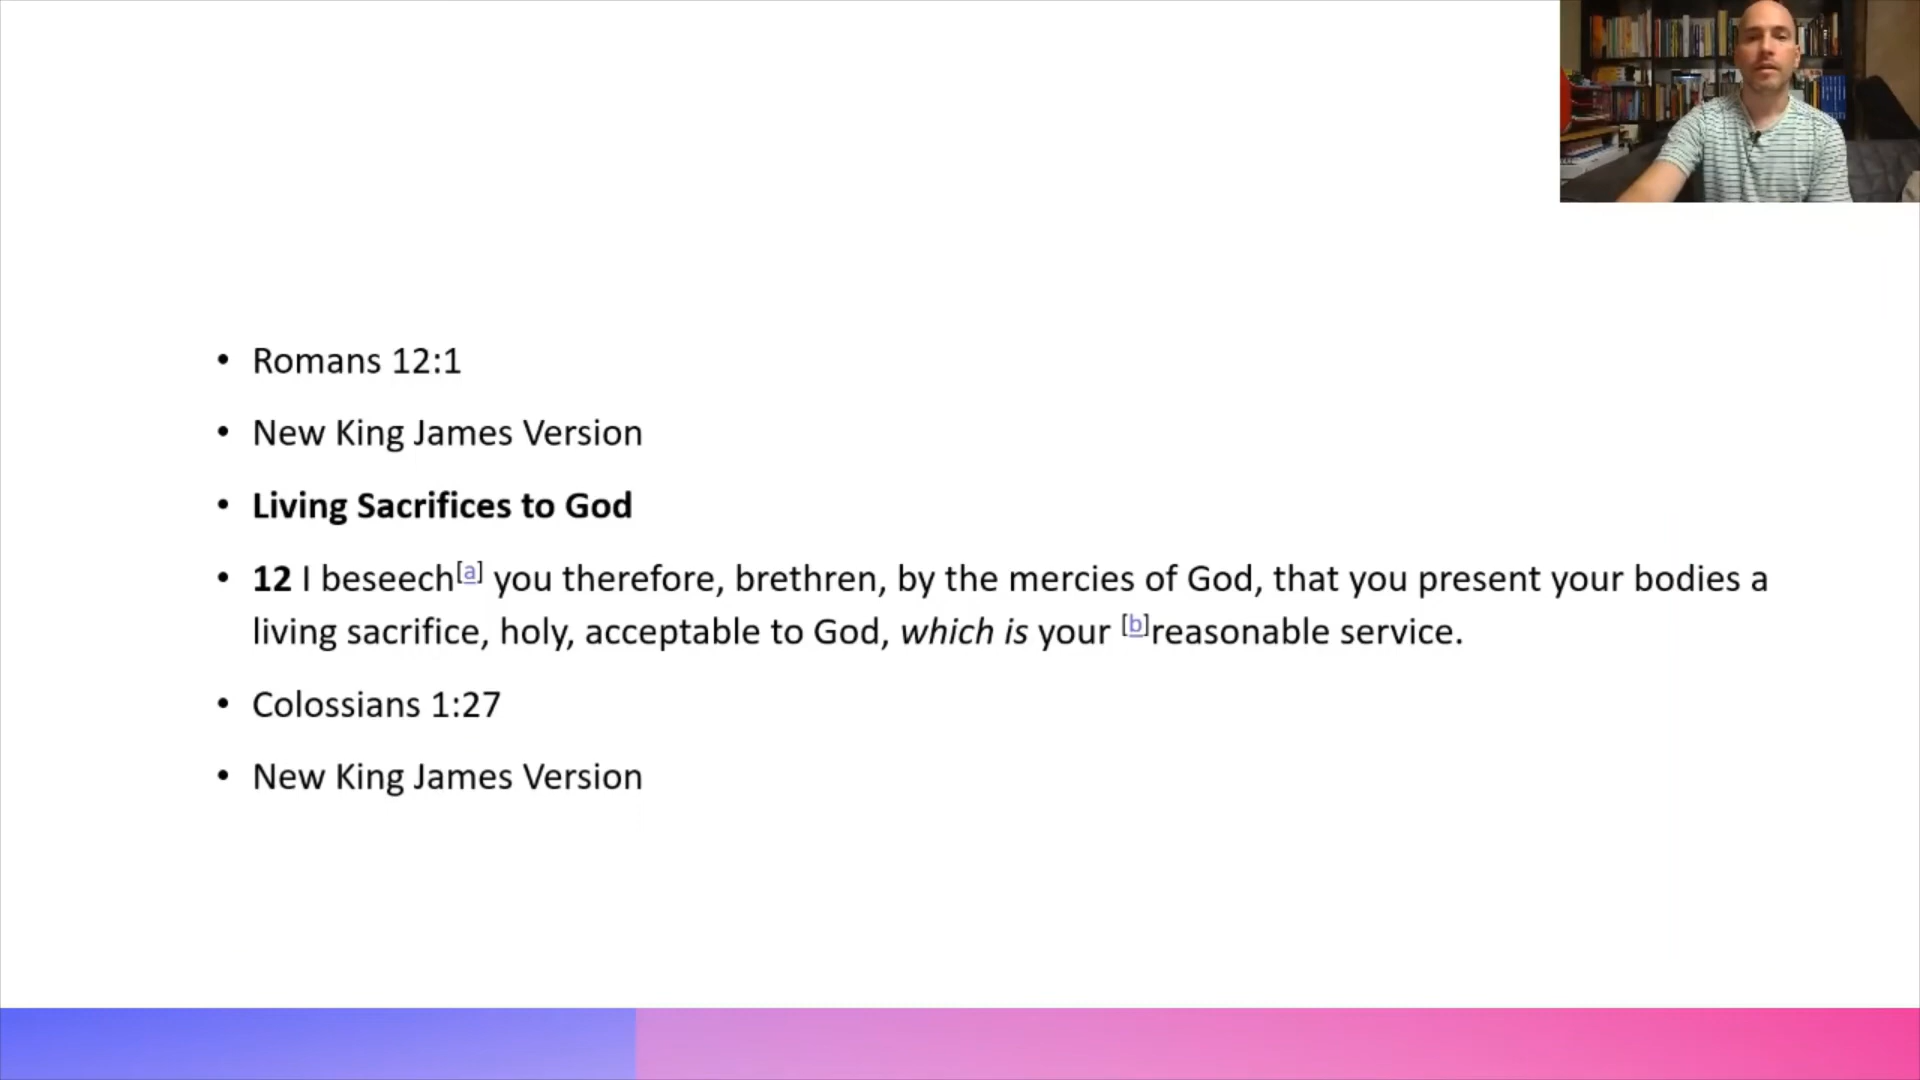 • Romans 12:1
• New King James Version
• Living Sacrifices to God
• 12 I beseech[a] you therefore, brethren, by the mercies of God, that you present your bodies a
living sacrifice, holy, acceptable to God, which is your [b]reasonable service.
• Colossians 1:27
• New King James Version